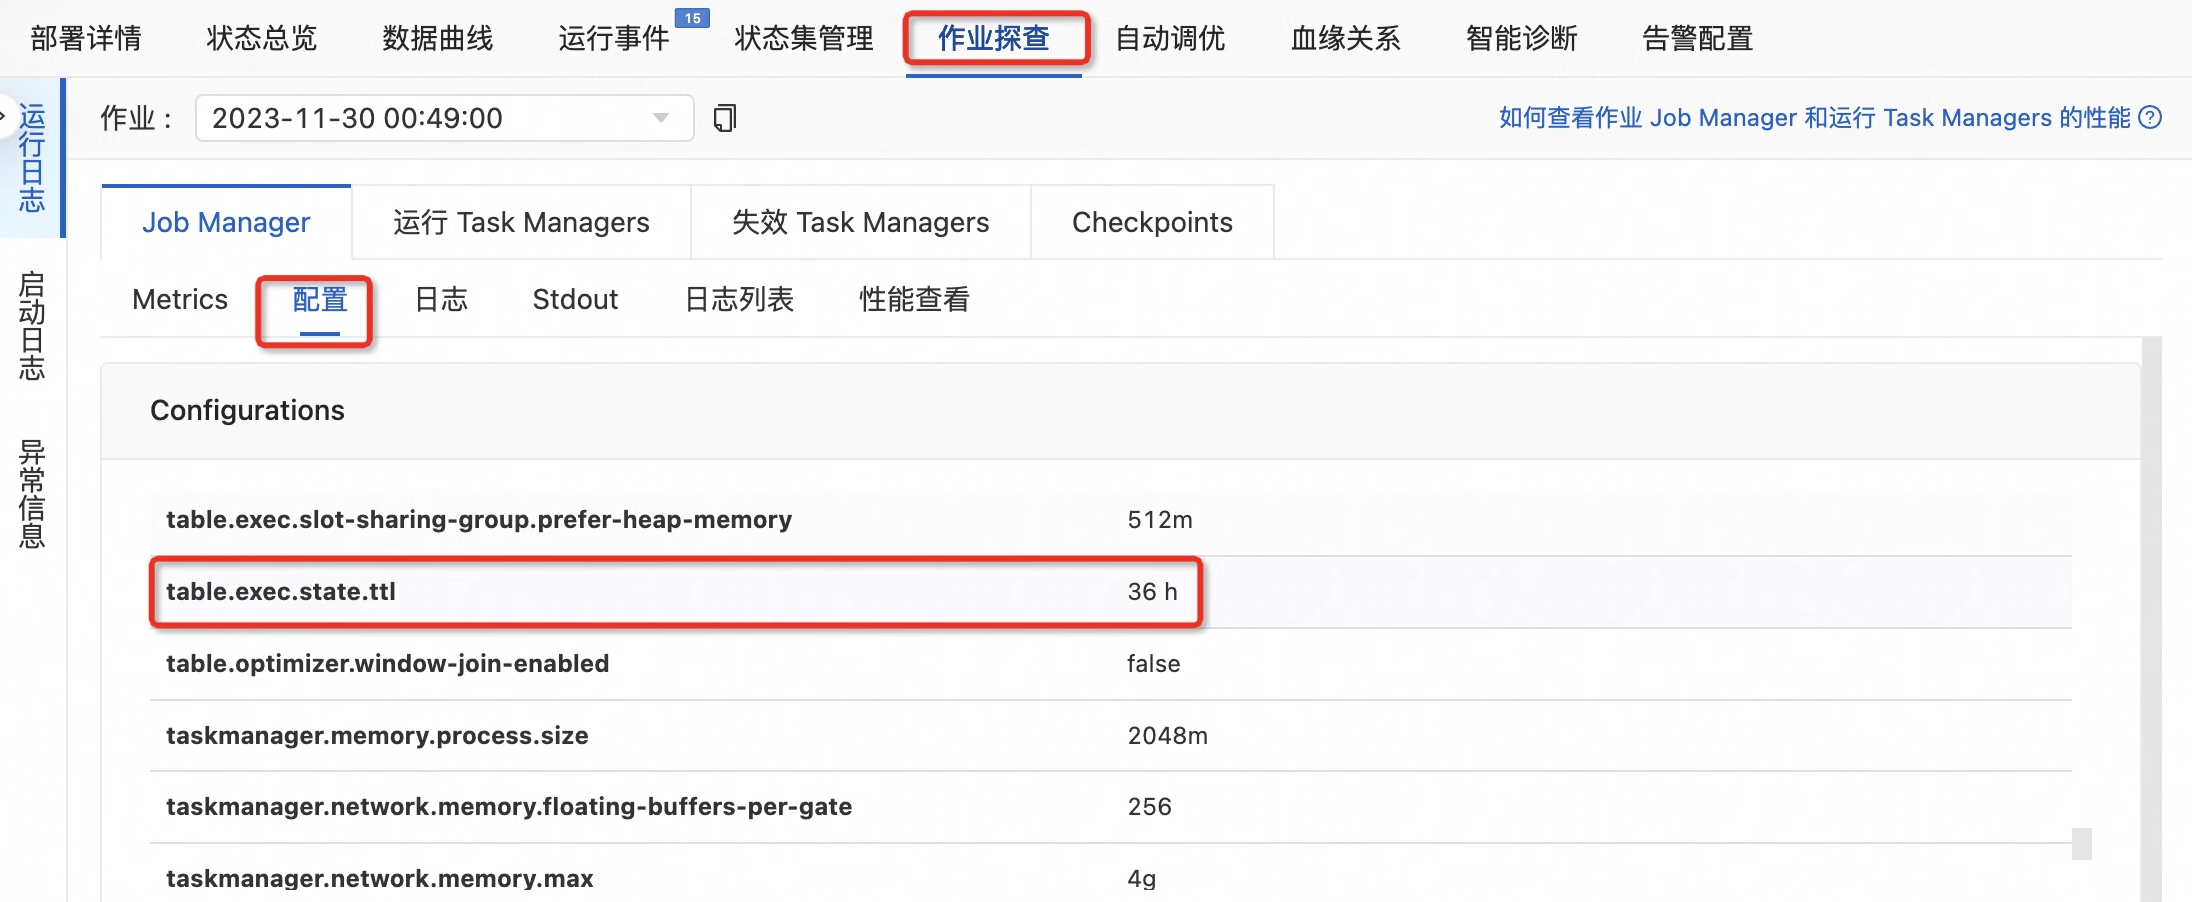 部署详情 状态总览 数据曲线 运行事件 15 状态集管理 作业探查 自动调优 血缘关系 智能诊断 告警配置
运行日志
启动日志
异常信息
作业 : 2023-11-30 00:49:00 如何查看作业 Job Manager 和运行 Task Managers 的性能 ?
Job Manager 运行 Task Managers 失效 Task Managers Checkpoints
Metrics 配置 日志 Stdout 日志列表 性能查看
Configurations
table.exec.slot-sharing-group.prefer-heap-memory 512m
table.exec.state.ttl 36 h
table.optimizer.window-join-enabled false
taskmanager.memory.process.size 2048m
taskmanager.network.memory.floating-buffers-per-gate 256
taskmanager.network.memory.max 4g